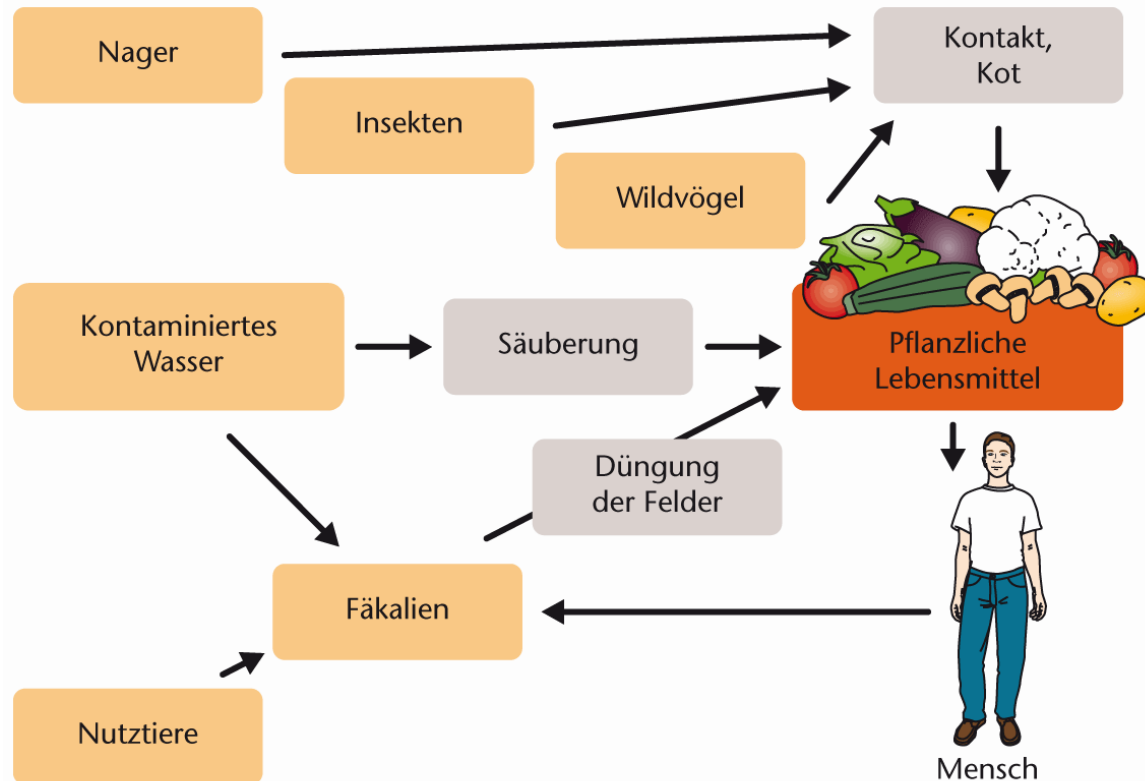 Nager
Kontakt,
Kot
Insekten
Wildvögel
Kontaminiertes
Wasser
Säuberung
Pflanzliche
Lebensmittel
Düngung
der Felder
Fäkalien
Nutztiere
Mensch